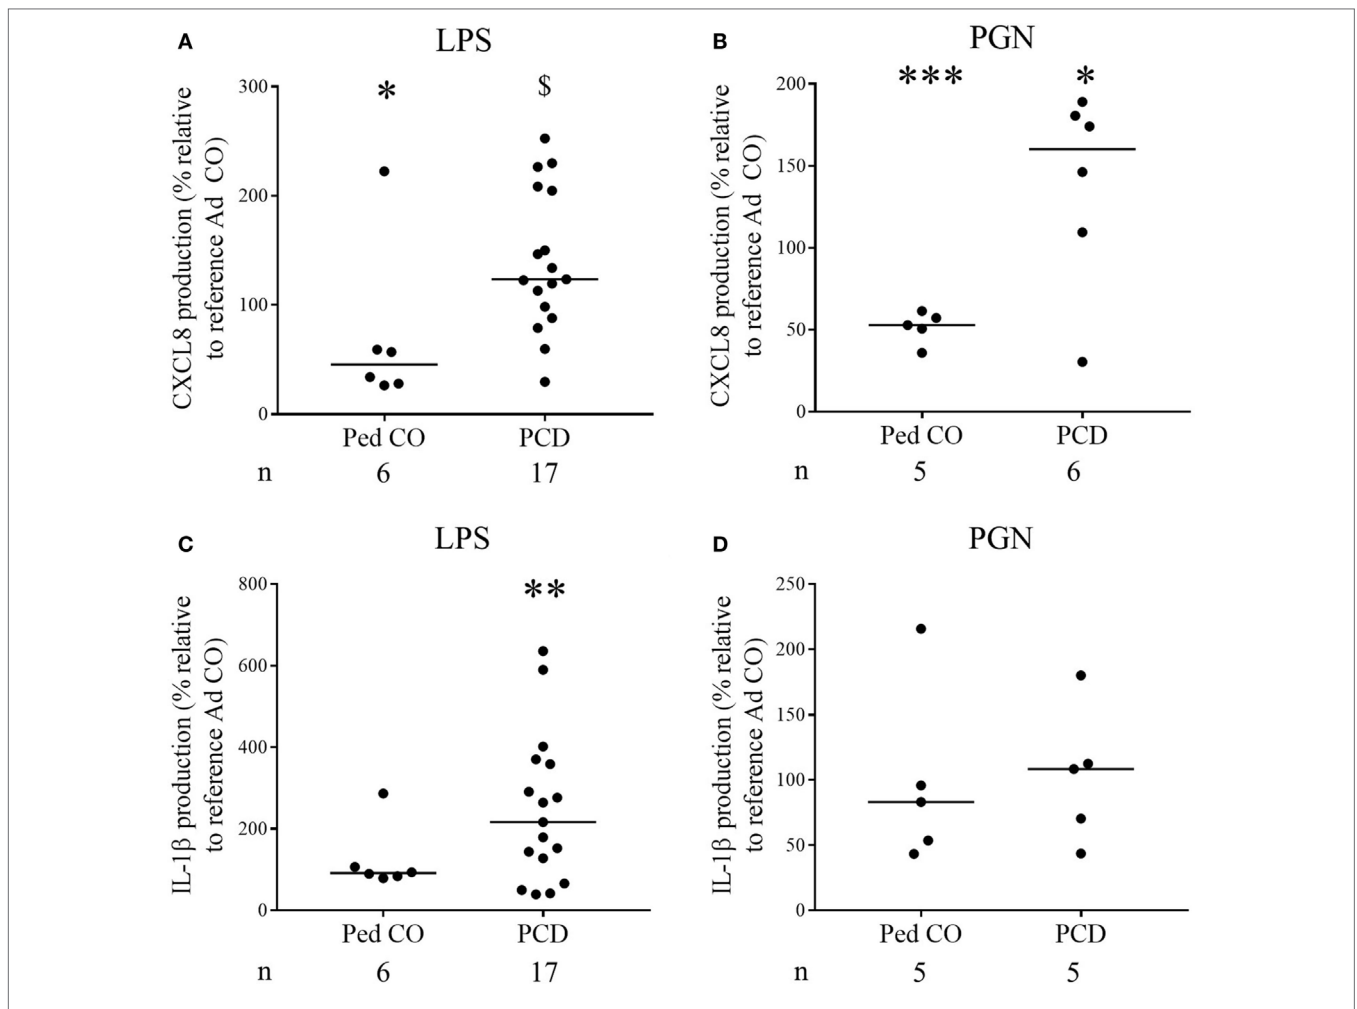 A
LPS
CXCL8 production (% relative
to reference Ad CO)
300
200
100
0
*
$
Ped CO
PCD
n
6
17
B
PGN
CXCL8 production (% relative
to reference Ad CO)
200
150
100
50
0
***
*
Ped CO
PCD
n
5
6
C
LPS
IL-1β production (% relative
to reference Ad CO)
800
600
400
200
0
**
Ped CO
PCD
n
6
17
D
PGN
IL-1β production (% relative
to reference Ad CO)
250
200
150
100
50
0
Ped CO
PCD
n
5
5